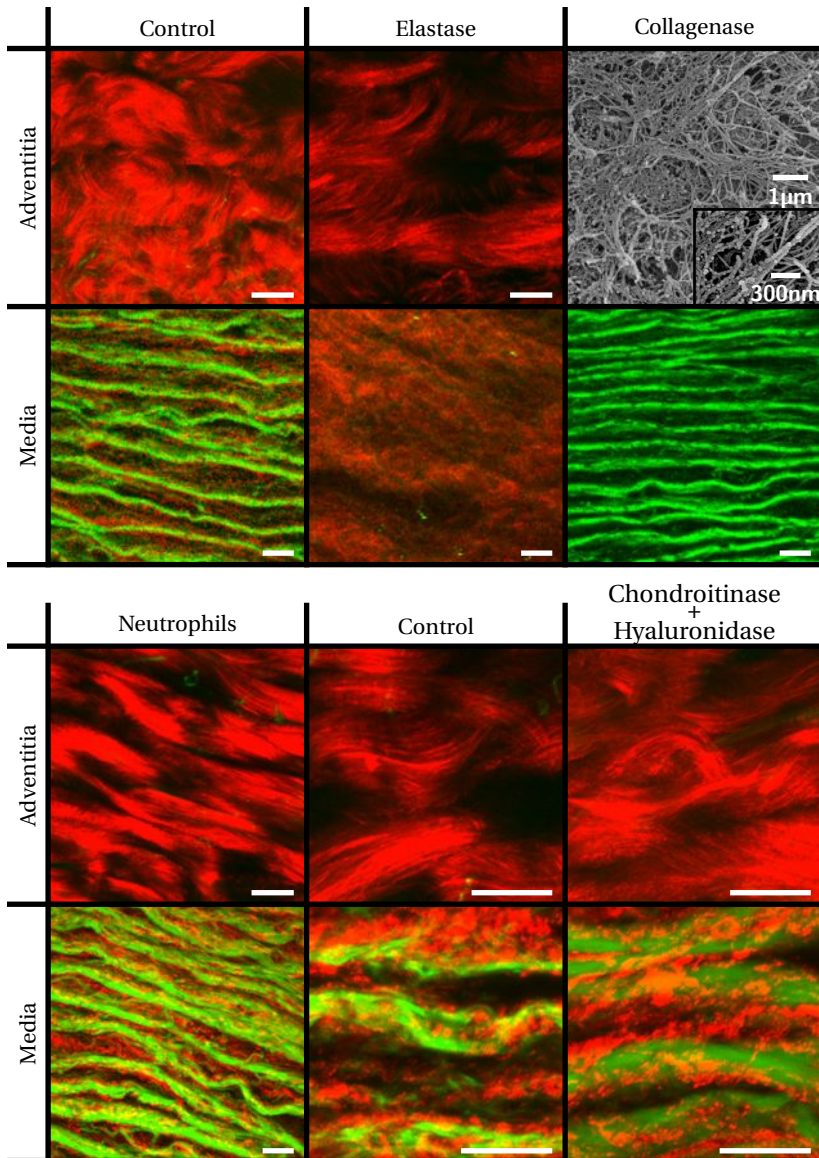 Control
Elastase
Collagenase
Adventitia
1µm
300nm
Media
Neutrophils
Control
Chondroitinase
+
Hyaluronidase
Adventitia
Media